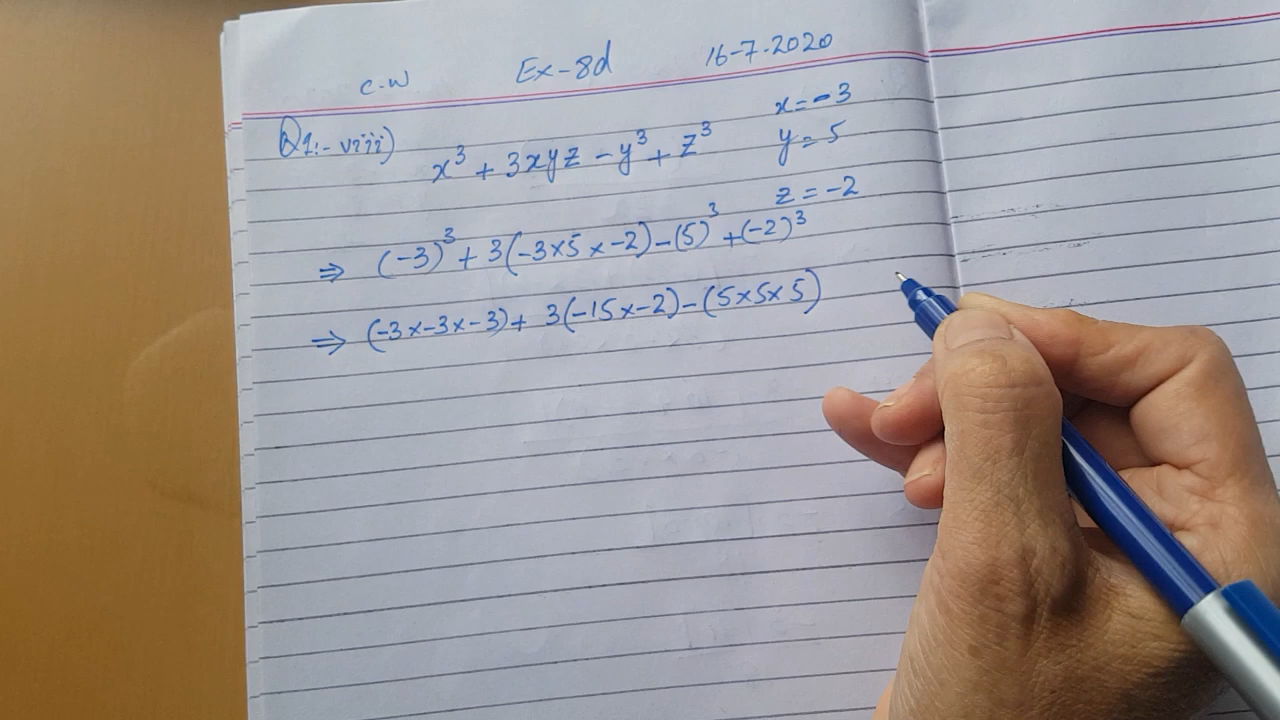 c.w Ex-8d 16-7-2020
Q1:- viii) x³ + 3xyz - y³ + z³
x = -3
y = 5
z = -2
⇒ (-3)³ + 3(-3×5×-2) - (5)³ + (-2)³
⇒ (-3×-3×-3) + 3(-15×-2) - (5×5×5)